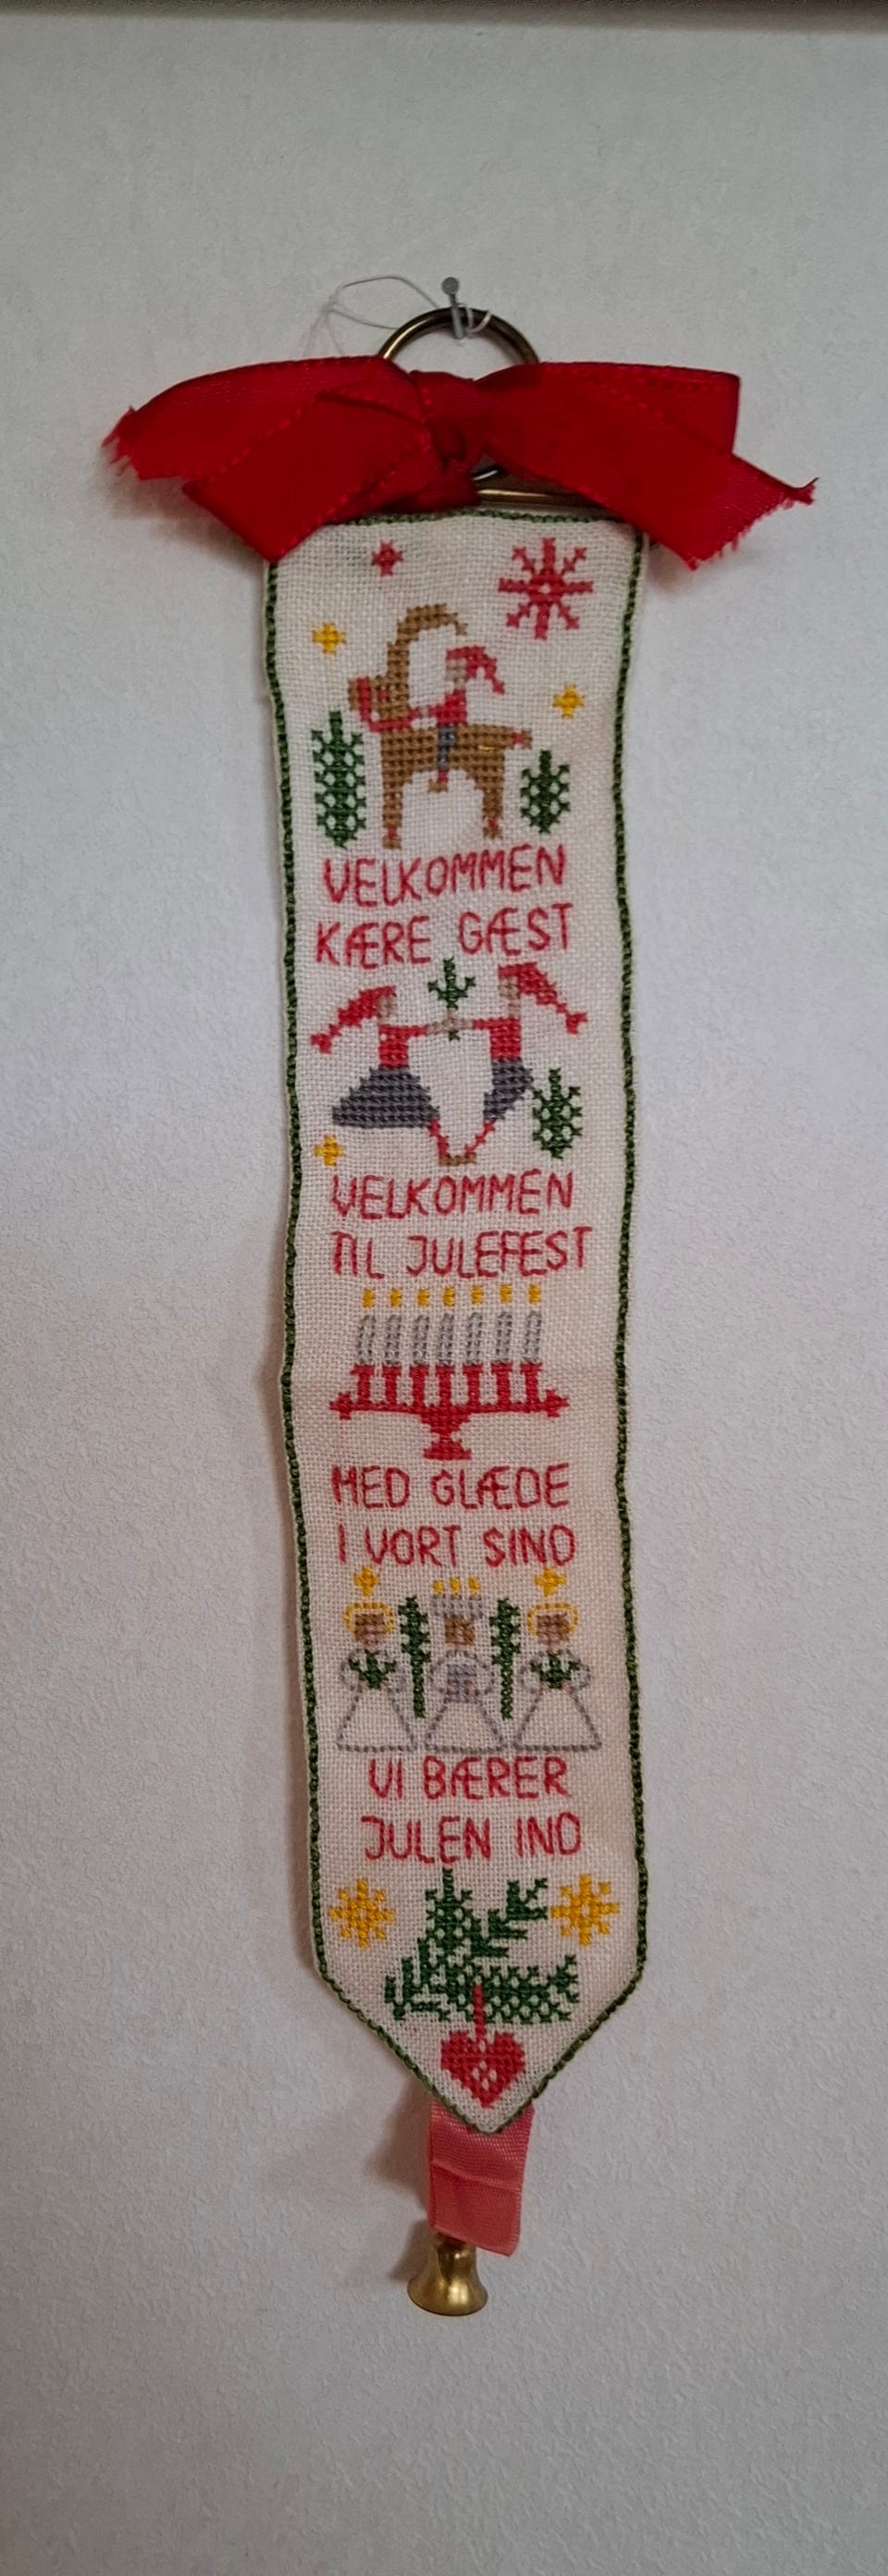 VELKOMMEN
KÆRE GÆST
VELKOMMEN
TIL JULEFEST
MED GLÆDE
I VORT SIND
VI BÆRER
JULEN IND